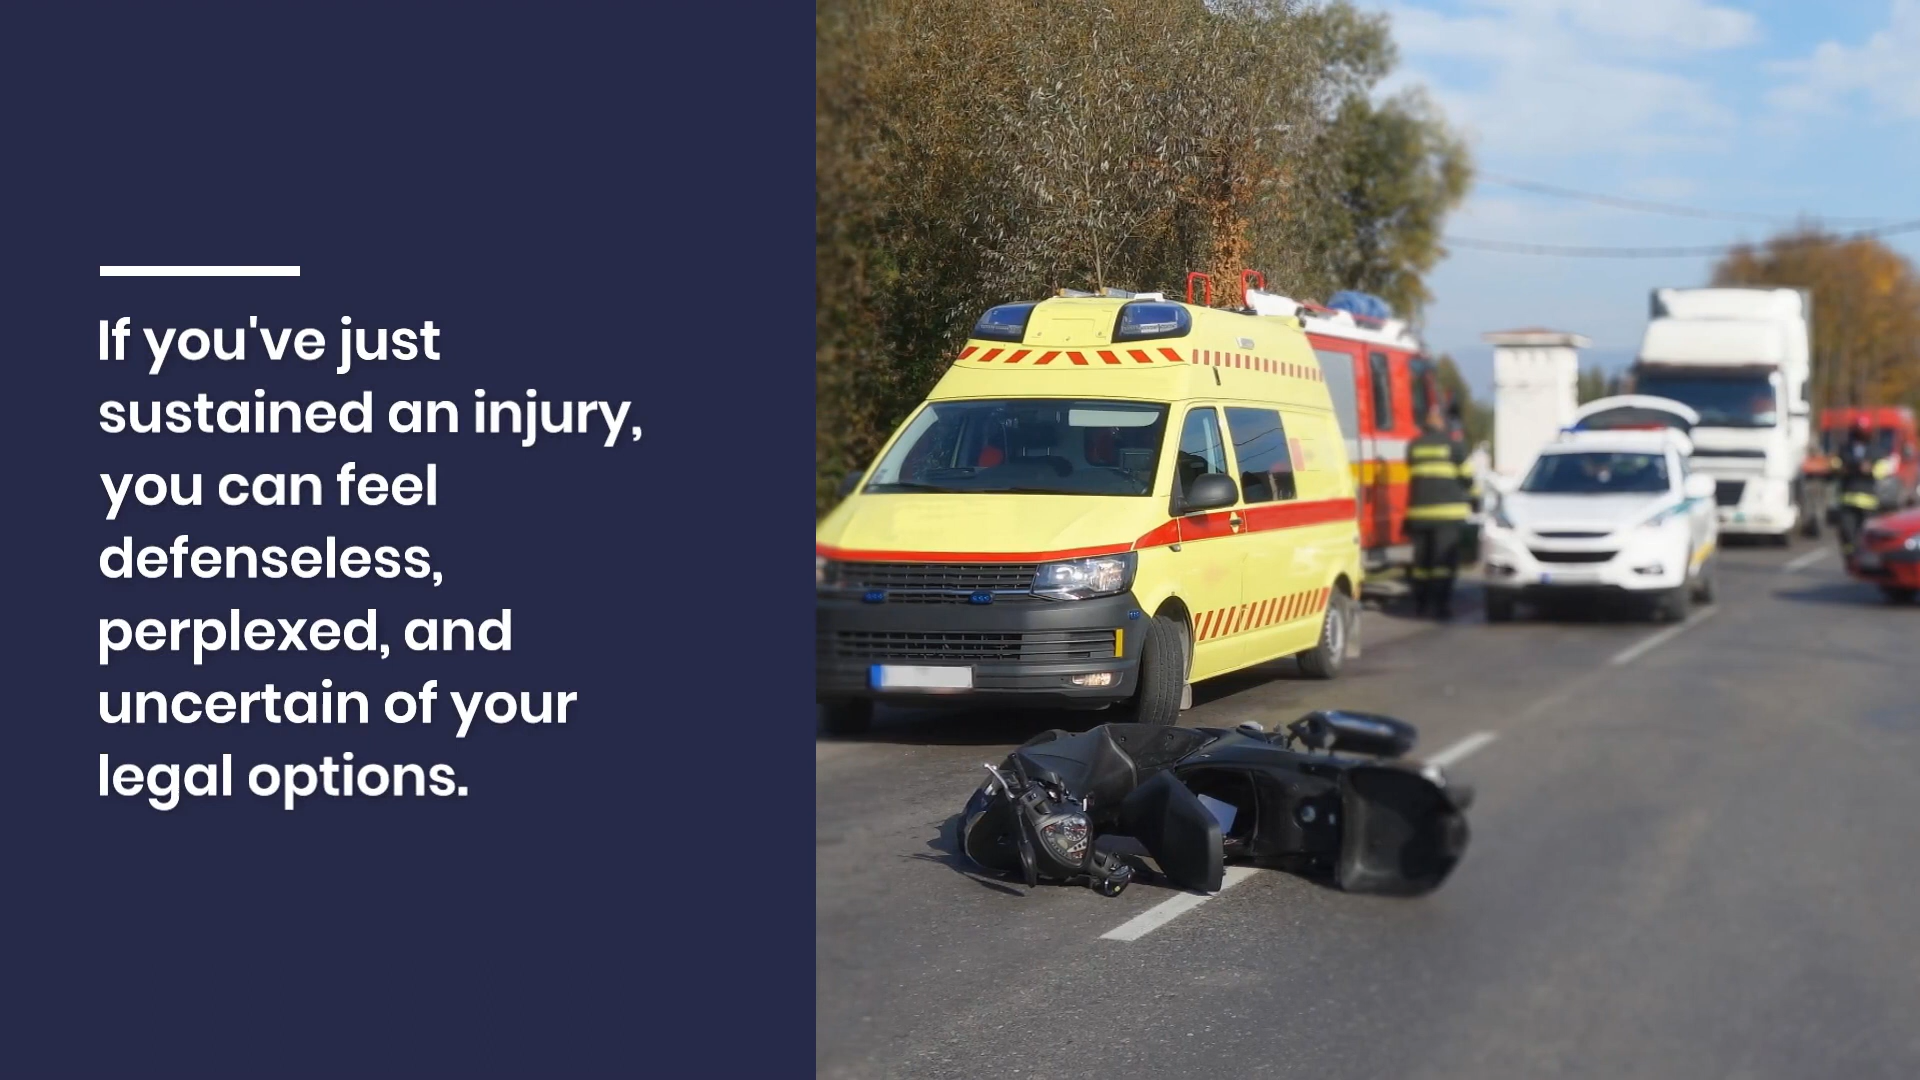 If you've just
sustained an injury,
you can feel
defenseless,
perplexed, and
uncertain of your
legal options.